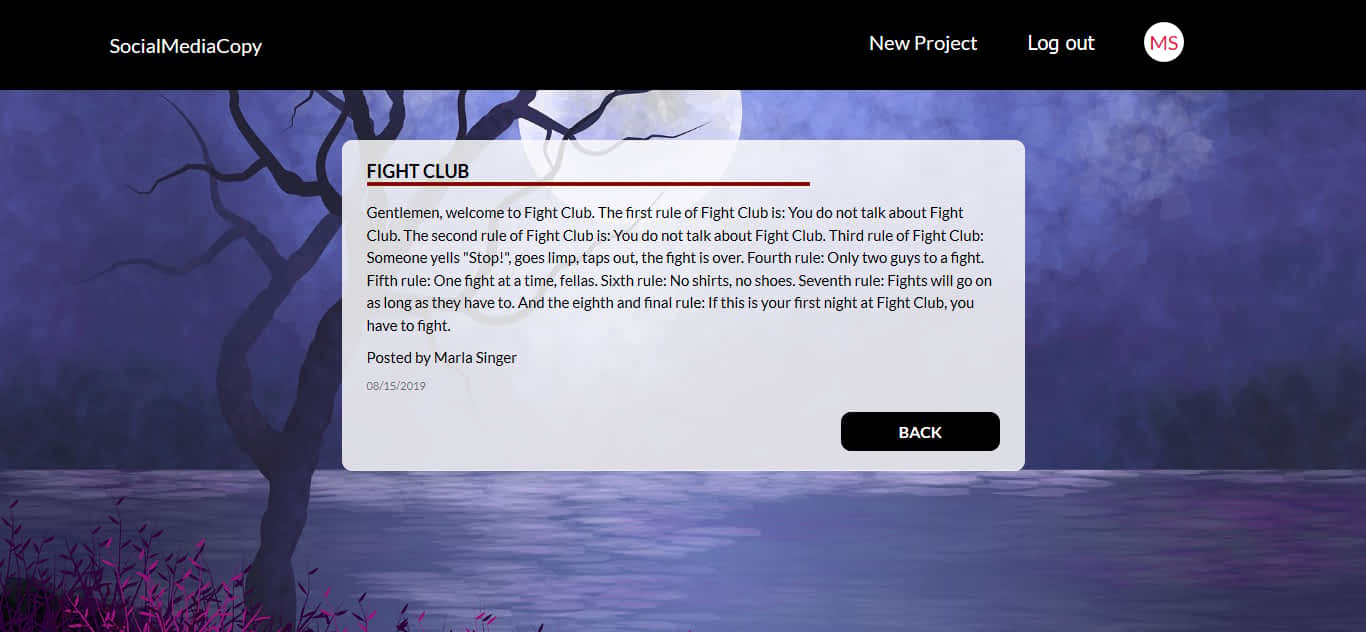 SocialMediaCopy
New Project
Log out
MS
FIGHT CLUB
Gentlemen, welcome to Fight Club. The first rule of Fight Club is: You do not talk about Fight
Club. The second rule of Fight Club is: You do not talk about Fight Club. Third rule of Fight Club:
Someone yells "Stop!", goes limp, taps out, the fight is over. Fourth rule: Only two guys to a fight.
Fifth rule: One fight at a time, fellas. Sixth rule: No shirts, no shoes. Seventh rule: Fights will go on
as long as they have to. And the eighth and final rule: If this is your first night at Fight Club, you
have to fight.
Posted by Marla Singer
08/15/2019
BACK